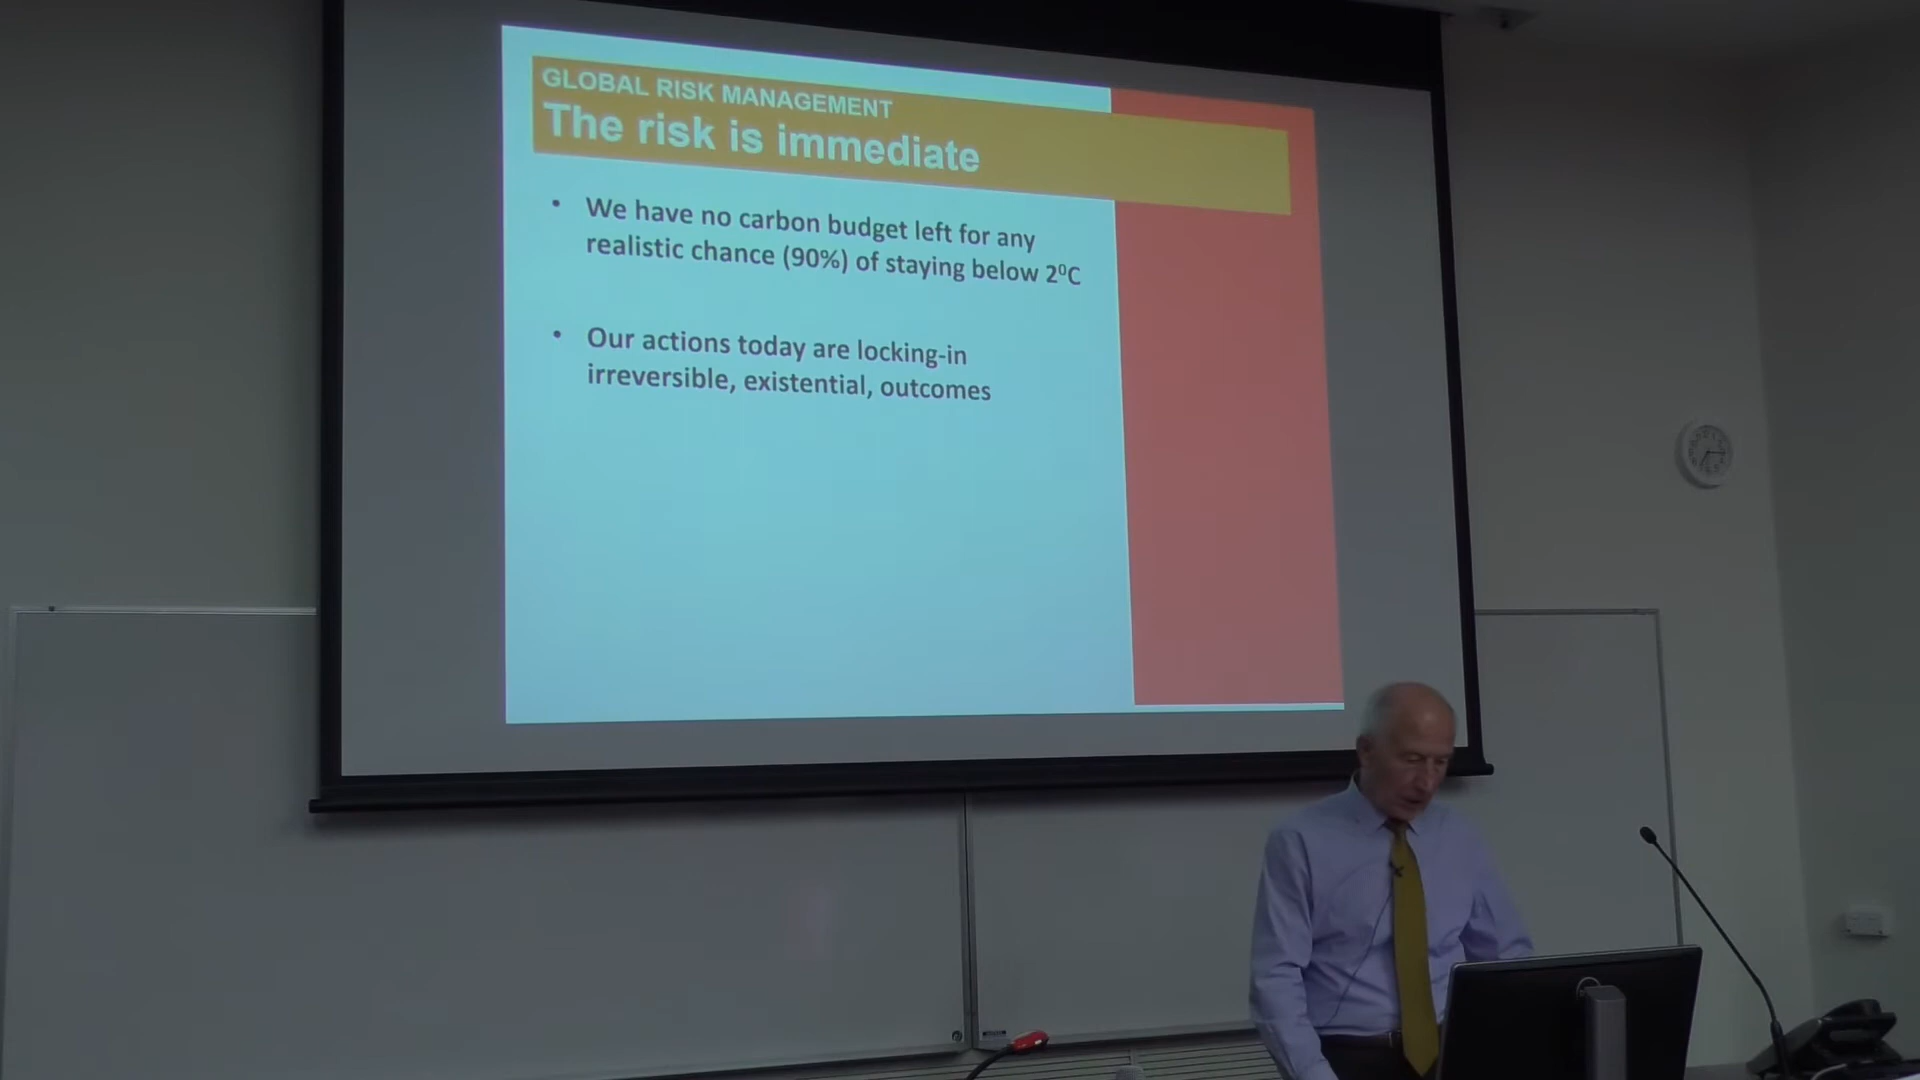 GLOBAL RISK MANAGEMENT
The risk is immediate
• We have no carbon budget left for any
realistic chance (90%) of staying below 2⁰C
• Our actions today are locking-in
irreversible, existential, outcomes